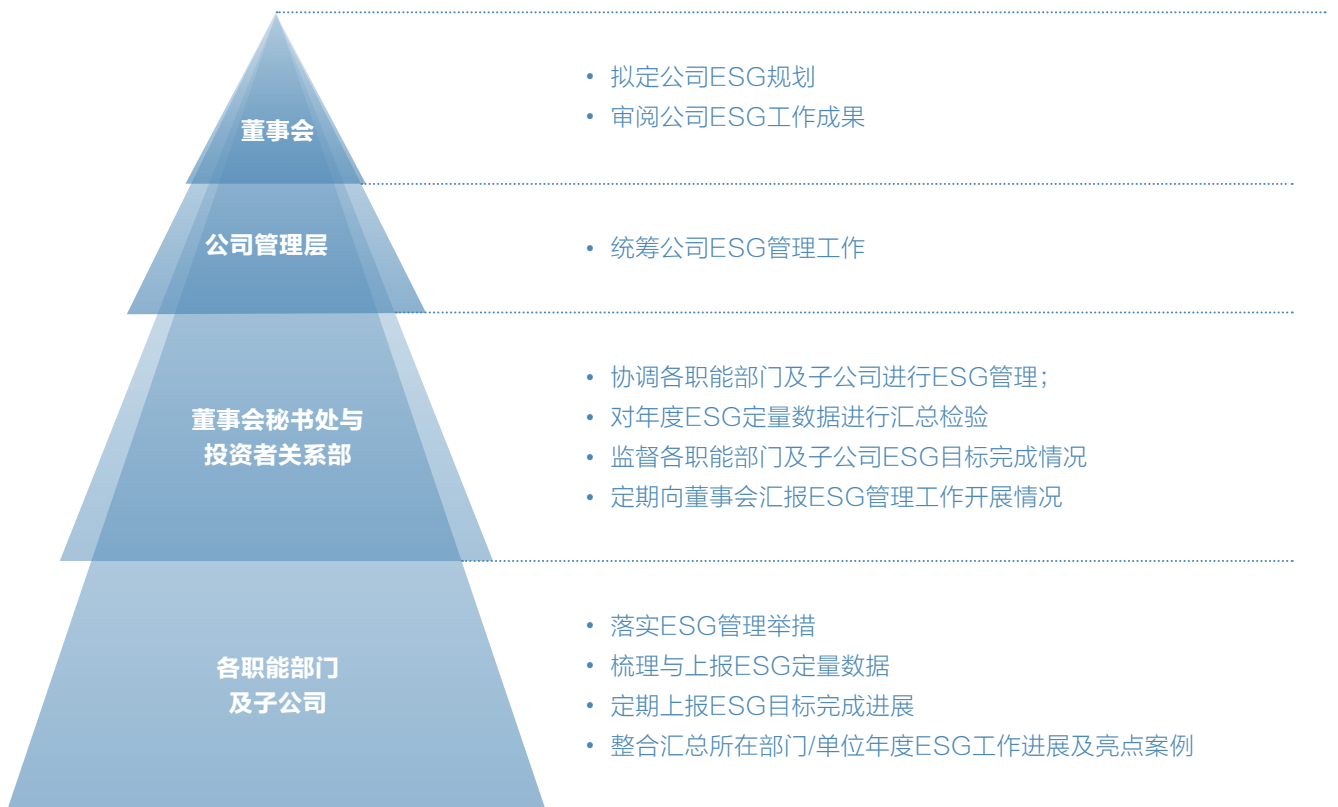 董事会
• 拟定公司ESG规划
• 审阅公司ESG工作成果
公司管理层
• 统筹公司ESG管理工作
董事会秘书处与
投资者关系部
• 协调各职能部门及子公司进行ESG管理；
• 对年度ESG定量数据进行汇总检验
• 监督各职能部门及子公司ESG目标完成情况
• 定期向董事会汇报ESG管理工作开展情况
各职能部门
及子公司
• 落实ESG管理举措
• 梳理与上报ESG定量数据
• 定期上报ESG目标完成进展
• 整合汇总所在部门/单位年度ESG工作进展及亮点案例